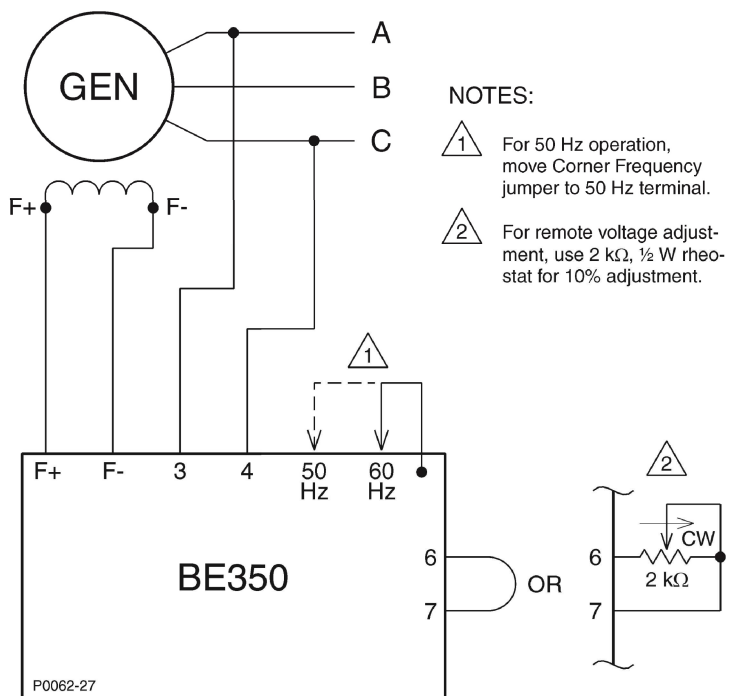 GEN
A
B
C
F+
F-
NOTES:
1
For 50 Hz operation,
move Corner Frequency
jumper to 50 Hz terminal.
2
For remote voltage adjust-
ment, use 2 kΩ, ½ W rheo-
stat for 10% adjustment.
1
F+ F- 3 4 50 Hz 60 Hz
BE350
6
7
OR
2
CW
6
2 kΩ
7
P0062-27